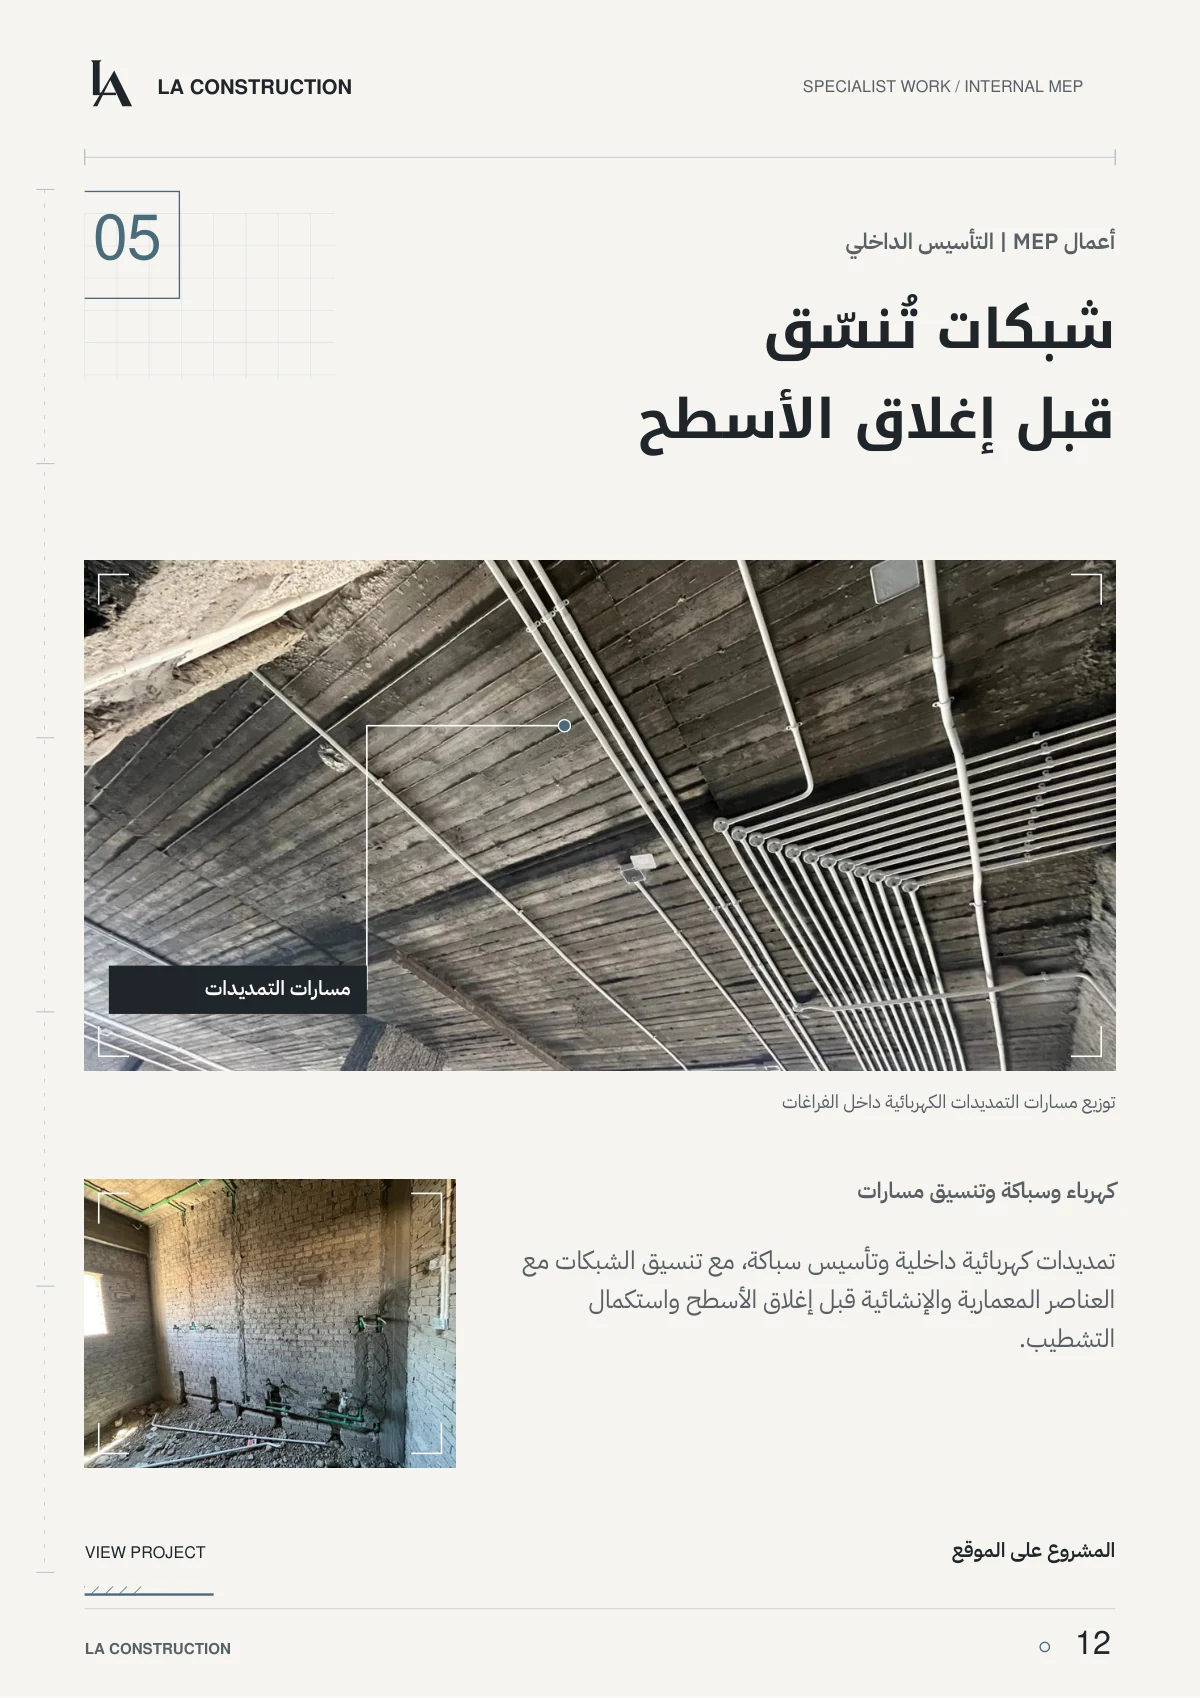 LA
LA CONSTRUCTION
SPECIALIST WORK / INTERNAL MEP
05
أعمال MEP | التأسيس الداخلي
شبكات تُنسّق
قبل إغلاق الأسطح
مسارات التمديدات
توزيع مسارات التمديدات الكهربائية داخل الفراغات
كهرباء وسباكة وتنسيق مسارات
تمديدات كهربائية داخلية وتأسيس سباكة، مع تنسيق الشبكات مع
العناصر المعمارية والإنشائية قبل إغلاق الأسطح واستكمال
التشطيب.
المشروع على الموقع
VIEW PROJECT
LA CONSTRUCTION
12